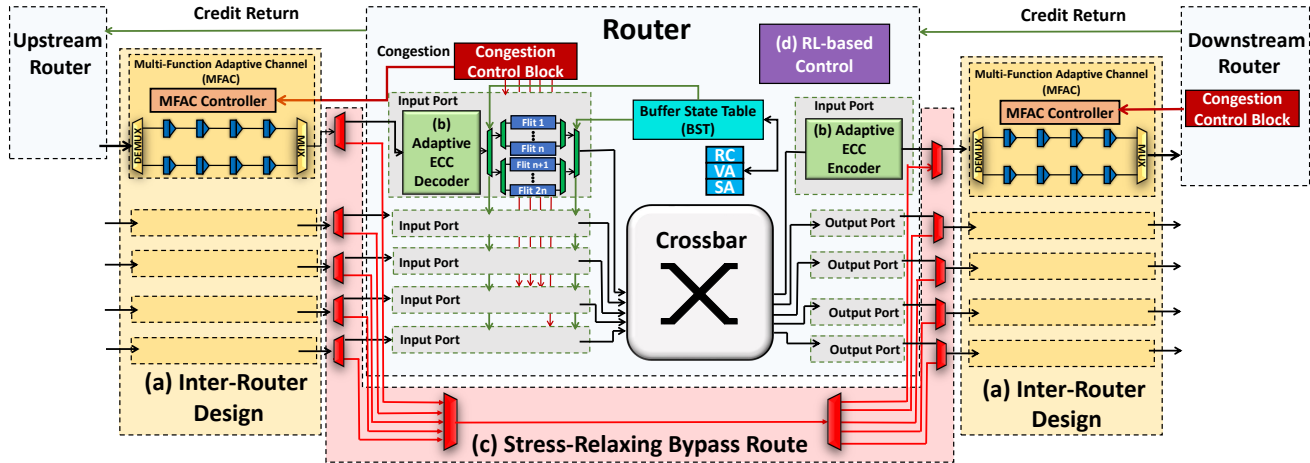 Credit Return
Credit Return
Upstream
Router
Router
Downstream
Router
Multi-Function Adaptive Channel
(MFAC)
MFAC Controller
DEMUX
MUX
Congestion
Congestion
Control Block
(d) RL-based
Control
Input Port
(b)
Adaptive
ECC
Decoder
Flit 1
Flit n
Flit n+1
Flit 2n
Buffer State Table
(BST)
RC
VA
SA
Input Port
(b) Adaptive
ECC
Encoder
Multi-Function Adaptive Channel
(MFAC)
MFAC Controller
DEMUX
MUX
Congestion
Control Block
Input Port
Input Port
Input Port
Input Port
Crossbar
Output Port
Output Port
Output Port
Output Port
(a) Inter-Router
Design
(a) Inter-Router
Design
(c) Stress-Relaxing Bypass Route